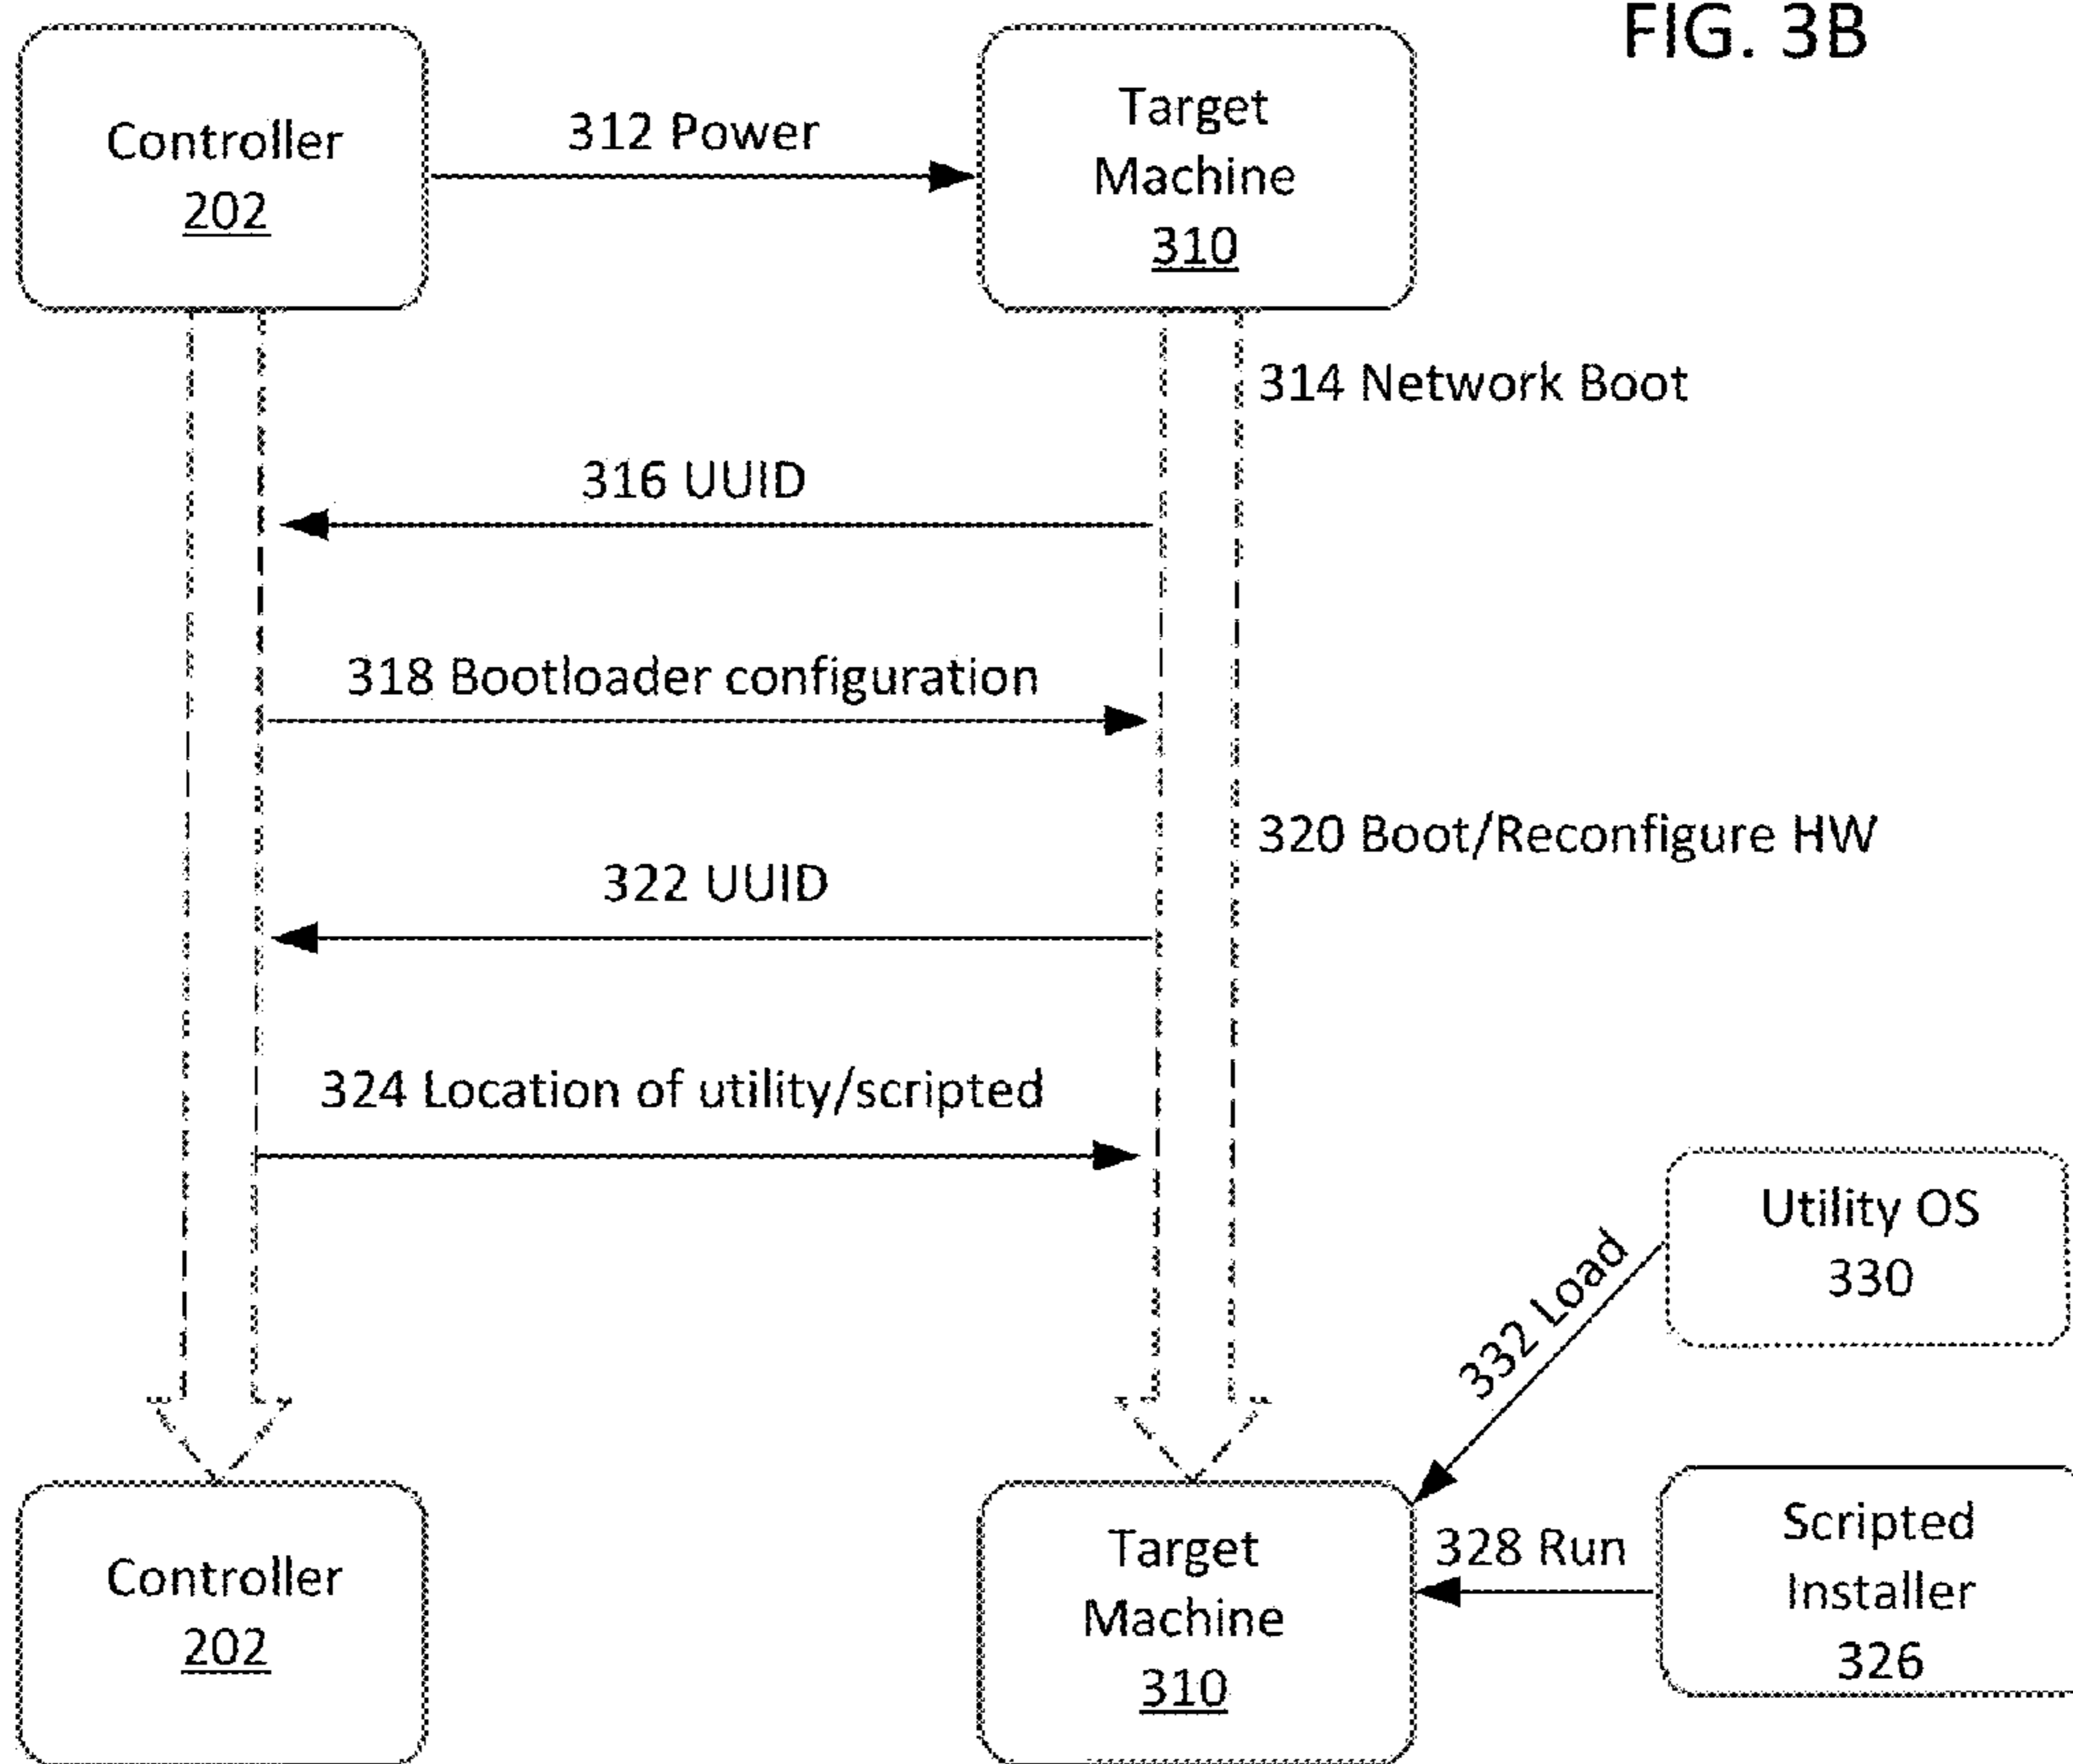 FIG. 3B
Controller
202
312 Power
Target
Machine
310
314 Network Boot
316 UUID
318 Bootloader configuration
320 Boot/Reconfigure HW
322 UUID
324 Location of utility/scripted
Utility OS
330
332 Load
Controller
202
Target
Machine
310
328 Run
Scripted
Installer
326